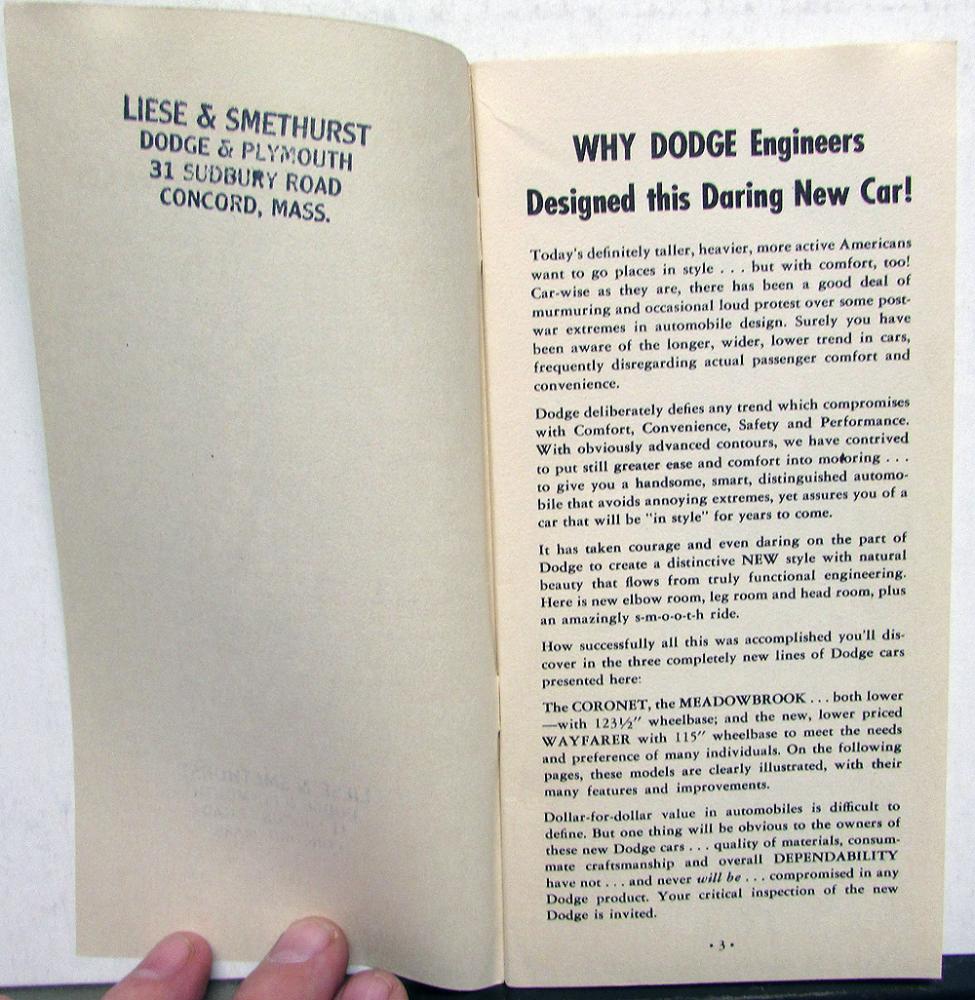 LIESE & SMETHURST
DODGE & PLYMOUTH
31 SUDBURY ROAD
CONCORD, MASS.
WHY DODGE Engineers
Designed this Daring New Car!
Today's definitely taller, heavier, more active Americans
want to go places in style . . . but with comfort, too!
Car-wise as they are, there has been a good deal of
murmuring and occasional loud protest over some post-
war extremes in automobile design. Surely you have
been aware of the longer, wider, lower trend in cars,
frequently disregarding actual passenger comfort and
convenience.
Dodge deliberately defies any trend which compromises
with Comfort, Convenience, Safety and Performance.
With obviously advanced contours, we have contrived
to put still greater ease and comfort into motoring . . .
to give you a handsome, smart, distinguished automo-
bile that avoids annoying extremes, yet assures you of a
car that will be "in style" for years to come.
It has taken courage and even daring on the part of
Dodge to create a distinctive NEW style with natural
beauty that flows from truly functional engineering.
Here is new elbow room, leg room and head room, plus
an amazingly s-m-o-o-t-h ride.
How successfully all this was accomplished you'll dis-
cover in the three completely new lines of Dodge cars
presented here:
The CORONET, the MEADOWBROOK . . . both lower
—with 123½" wheelbase; and the new, lower priced
WAYFARER with 115" wheelbase to meet the needs
and preference of many individuals. On the following
pages, these models are clearly illustrated, with their
many features and improvements.
Dollar-for-dollar value in automobiles is difficult to
define. But one thing will be obvious to the owners of
these new Dodge cars . . . quality of materials, consum-
mate craftsmanship and overall DEPENDABILITY
have not . . . and never will be . . . compromised in any
Dodge product. Your critical inspection of the new
Dodge is invited.
• 3 •